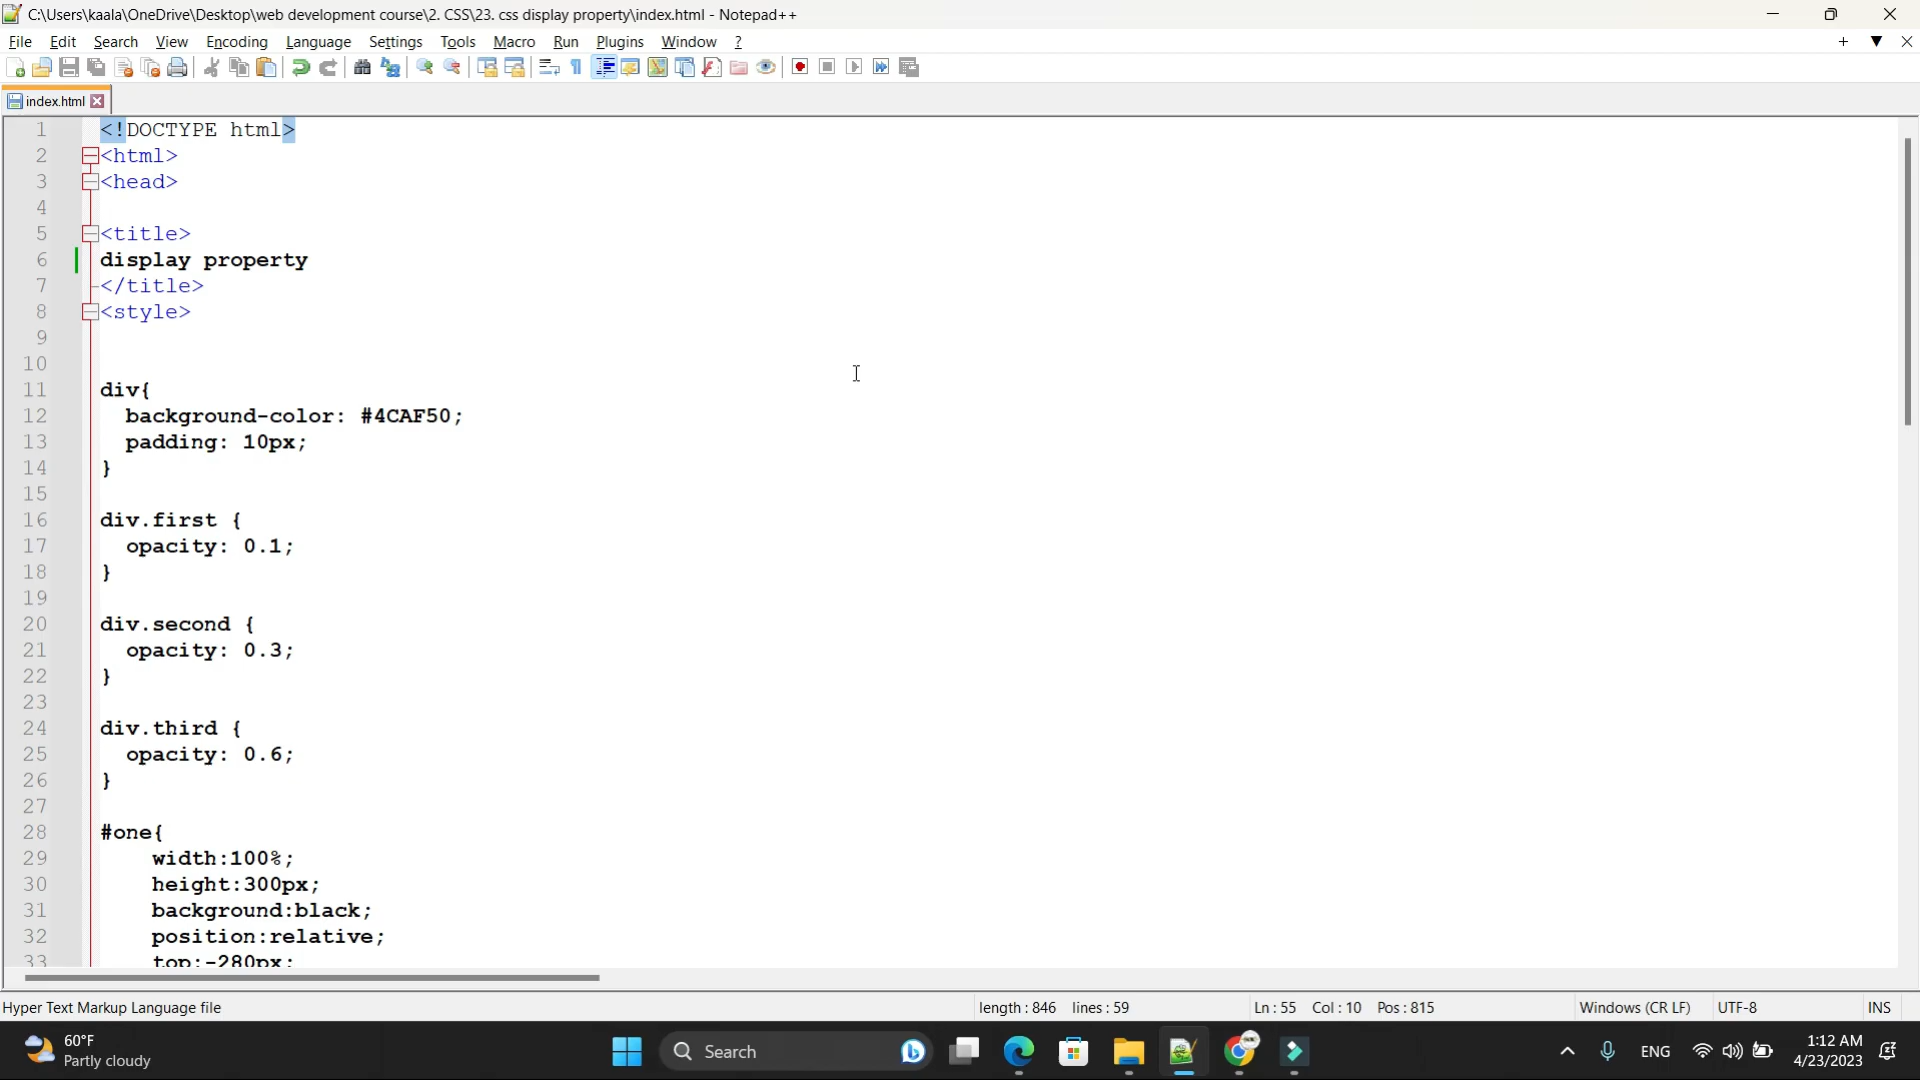 C:\Users\kaala\OneDrive\Desktop\web development course\2. CSS\23. css display property\index.html - Notepad++
File Edit Search View Encoding Language Settings Tools Macro Run Plugins Window ?
index.html
1 <!DOCTYPE html>
2 <html>
3 <head>
4
5 <title>
6 display property
7 </title>
8 <style>
9
10
11 div{
12 background-color: #4CAF50;
13 padding: 10px;
14 }
15
16 div.first {
17 opacity: 0.1;
18 }
19
20 div.second {
21 opacity: 0.3;
22 }
23
24 div.third {
25 opacity: 0.6;
26 }
27
28 #one{
29 width:100%;
30 height:300px;
31 background:black;
32 position:relative;
33 top:-280px;
Hyper Text Markup Language file length : 846 lines : 59 Ln : 55 Col : 10 Pos : 815 Windows (CR LF) UTF-8 INS
60°F
Partly cloudy
Search
ENG
1:12 AM
4/23/2023